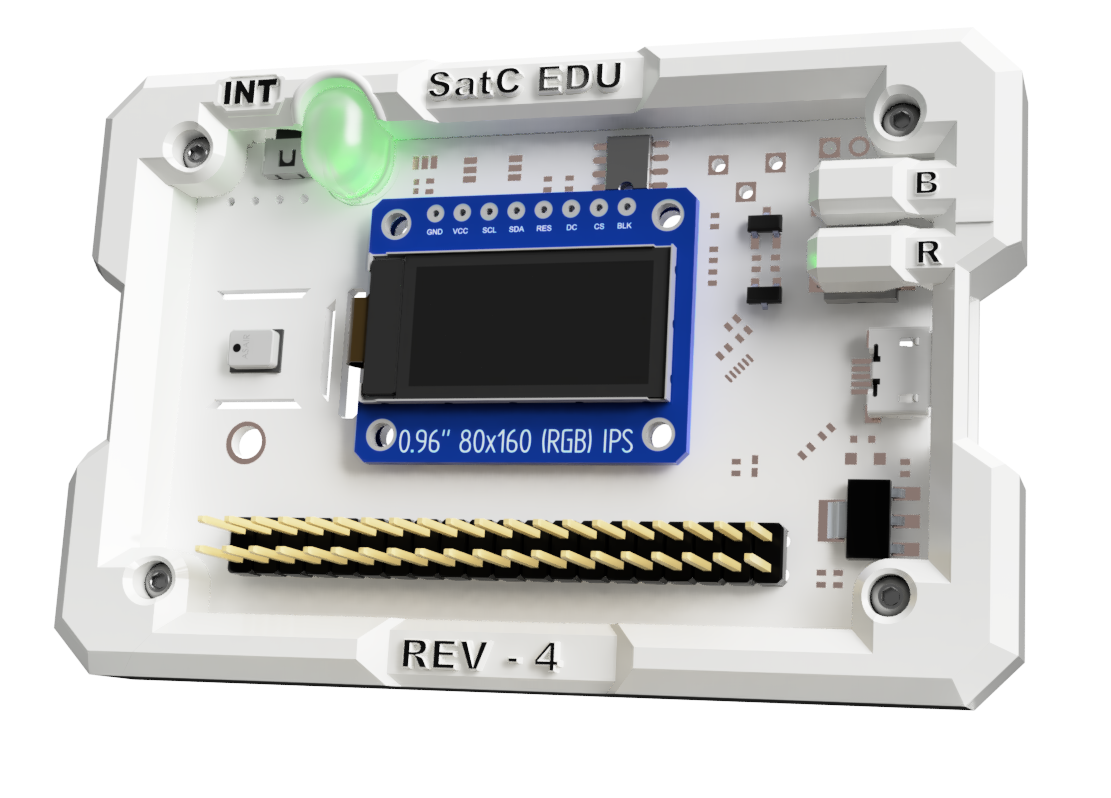 INT
SatC EDU
B
R
GND VCC SCL SDA RES DC CS BLK
0.96" 80x160 (RGB) IPS
REV - 4